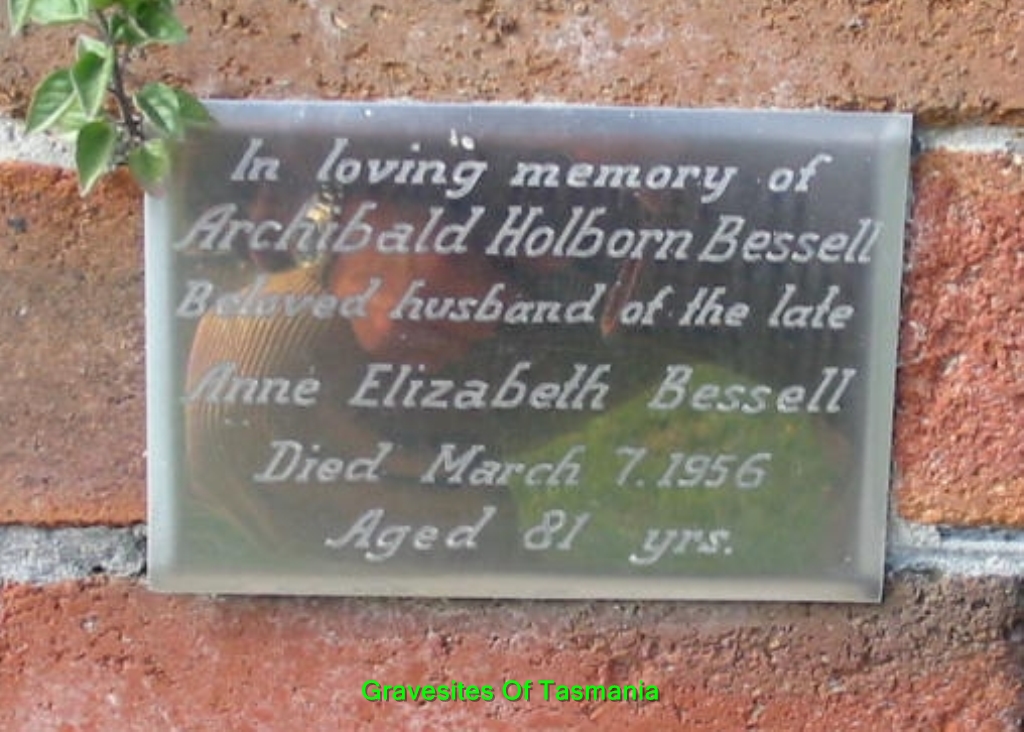 In loving memory of
Archibald Holborn Bessell
Beloved husband of the late
Anne Elizabeth Bessell
Died March 7.1956
Aged 81 yrs.
Gravesites Of Tasmania